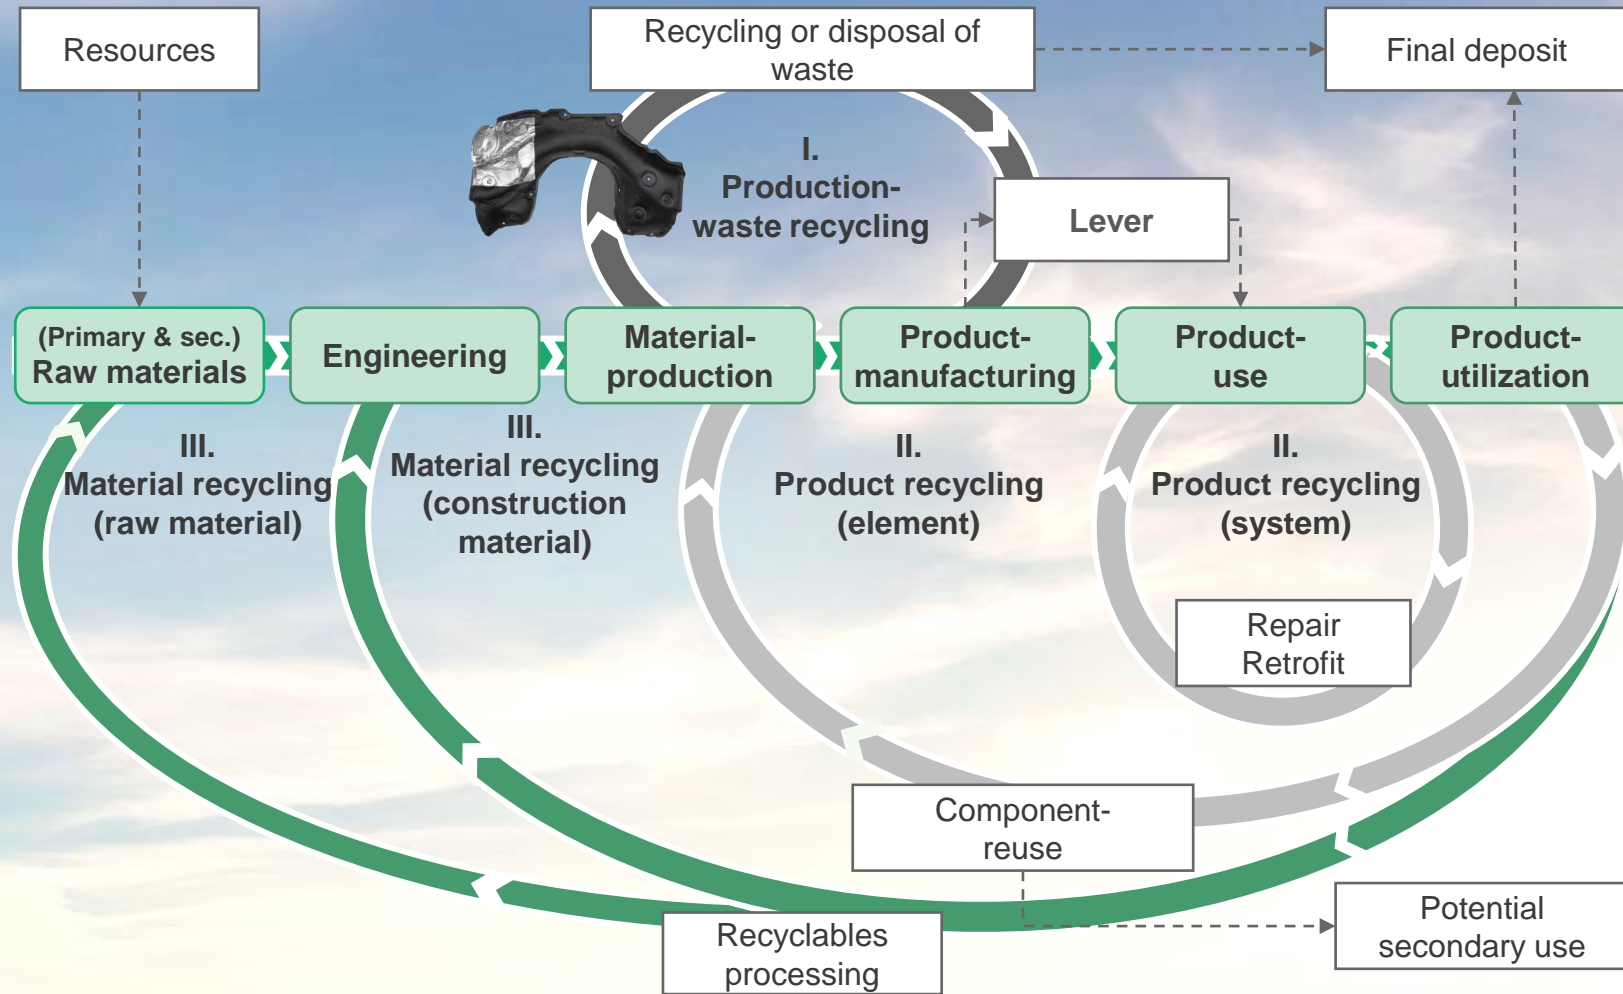 Resources
Recycling or disposal of
waste
Final deposit
I.
Production-
waste recycling
Lever
(Primary & sec.)
Raw materials
Engineering
Material-
production
Product-
manufacturing
Product-
use
Product-
utilization
III.
Material recycling
(raw material)
III.
Material recycling
(construction
material)
II.
Product recycling
(element)
II.
Product recycling
(system)
Repair
Retrofit
Component-
reuse
Recyclables
processing
Potential
secondary use